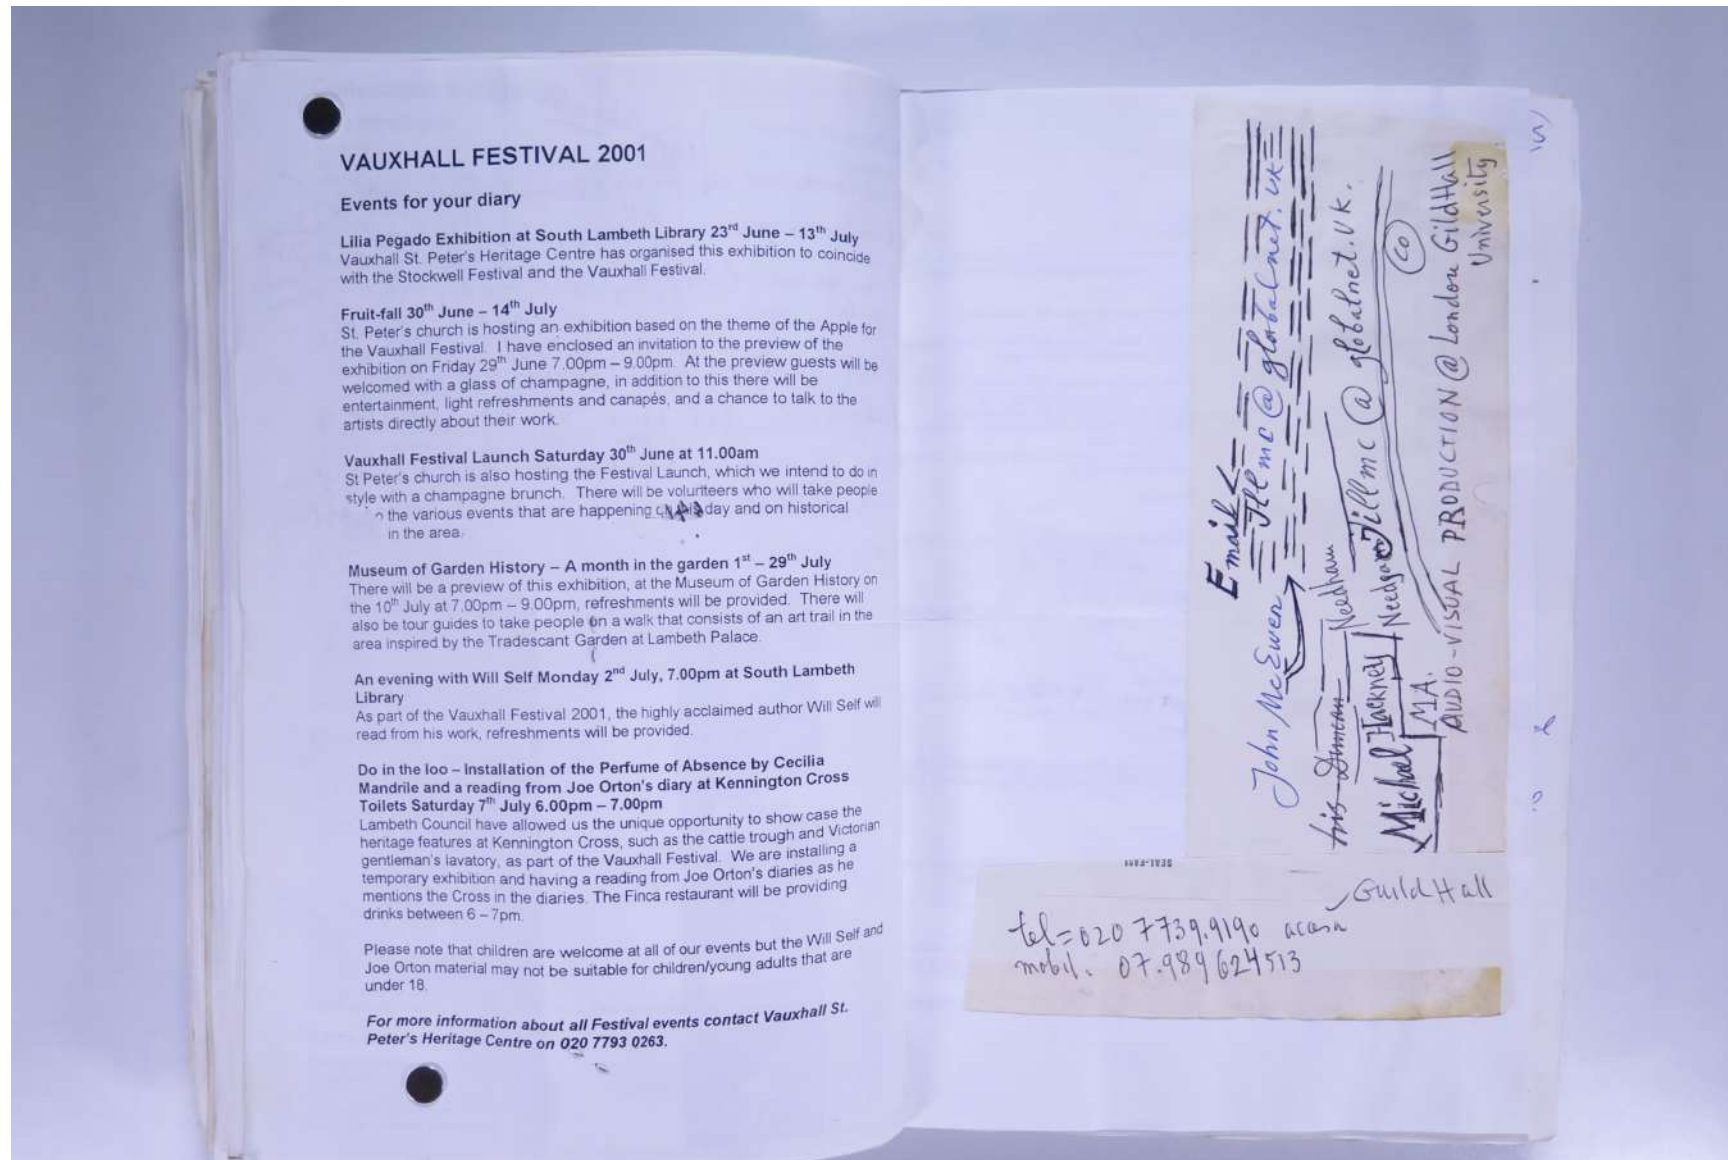 VAUXHALL FESTIVAL 2001
Events for your diary
Lilia Pegado Exhibition at South Lambeth Library 23rd June – 13th July
Vauxhall St. Peter's Heritage Centre has organised this exhibition to coincide
with the Stockwell Festival and the Vauxhall Festival.
Fruit-fall 30th June – 14th July
St. Peter's church is hosting an exhibition based on the theme of the Apple for
the Vauxhall Festival. I have enclosed an invitation to the preview of the
exhibition on Friday 29th June 7.00pm – 9.00pm. At the preview guests will be
welcomed with a glass of champagne, in addition to this there will be
entertainment, light refreshments and canapés, and a chance to talk to the
artists directly about their work.
Vauxhall Festival Launch Saturday 30th June at 11.00am
St Peter's church is also hosting the Festival Launch, which we intend to do in
style with a champagne brunch. There will be volunteers who will take people
the various events that are happening day and on historical
in the area.
Museum of Garden History – A month in the garden 1st – 29th July
There will be a preview of this exhibition, at the Museum of Garden History on
the 10th July at 7.00pm – 9.00pm, refreshments will be provided. There will
also be tour guides to take people on a walk that consists of an art trail in the
area inspired by the Tradescant Garden at Lambeth Palace.
An evening with Will Self Monday 2nd July, 7.00pm at South Lambeth
Library
As part of the Vauxhall Festival 2001, the highly acclaimed author Will Self will
read from his work, refreshments will be provided.
Do in the loo – Installation of the Perfume of Absence by Cecilia
Mandrile and a reading from Joe Orton's diary at Kennington Cross
Toilets Saturday 7th July 6.00pm – 7.00pm
Lambeth Council have allowed us the unique opportunity to show case the
heritage features at Kennington Cross, such as the cattle trough and Victorian
gentleman's lavatory, as part of the Vauxhall Festival. We are installing a
temporary exhibition and having a reading from Joe Orton's diaries as he
mentions the Cross in the diaries. The Finca restaurant will be providing
drinks between 6 – 7pm.
Please note that children are welcome at all of our events but the Will Self and
Joe Orton material may not be suitable for children/young adults that are
under 18.
For more information about all Festival events contact Vauxhall St.
Peter's Heritage Centre on 020 7793 0263.
Email
John McEwen Jllmc@globalnet.uk
Duncan Needham
Michael Hackney Needgam Jillmc @ globalnet.uk.
M.A. co
AUDIO-VISUAL PRODUCTION @ London GildHall
University
GuildHall
tel=020 7739.9190 acasa
mobil. 07.989624513